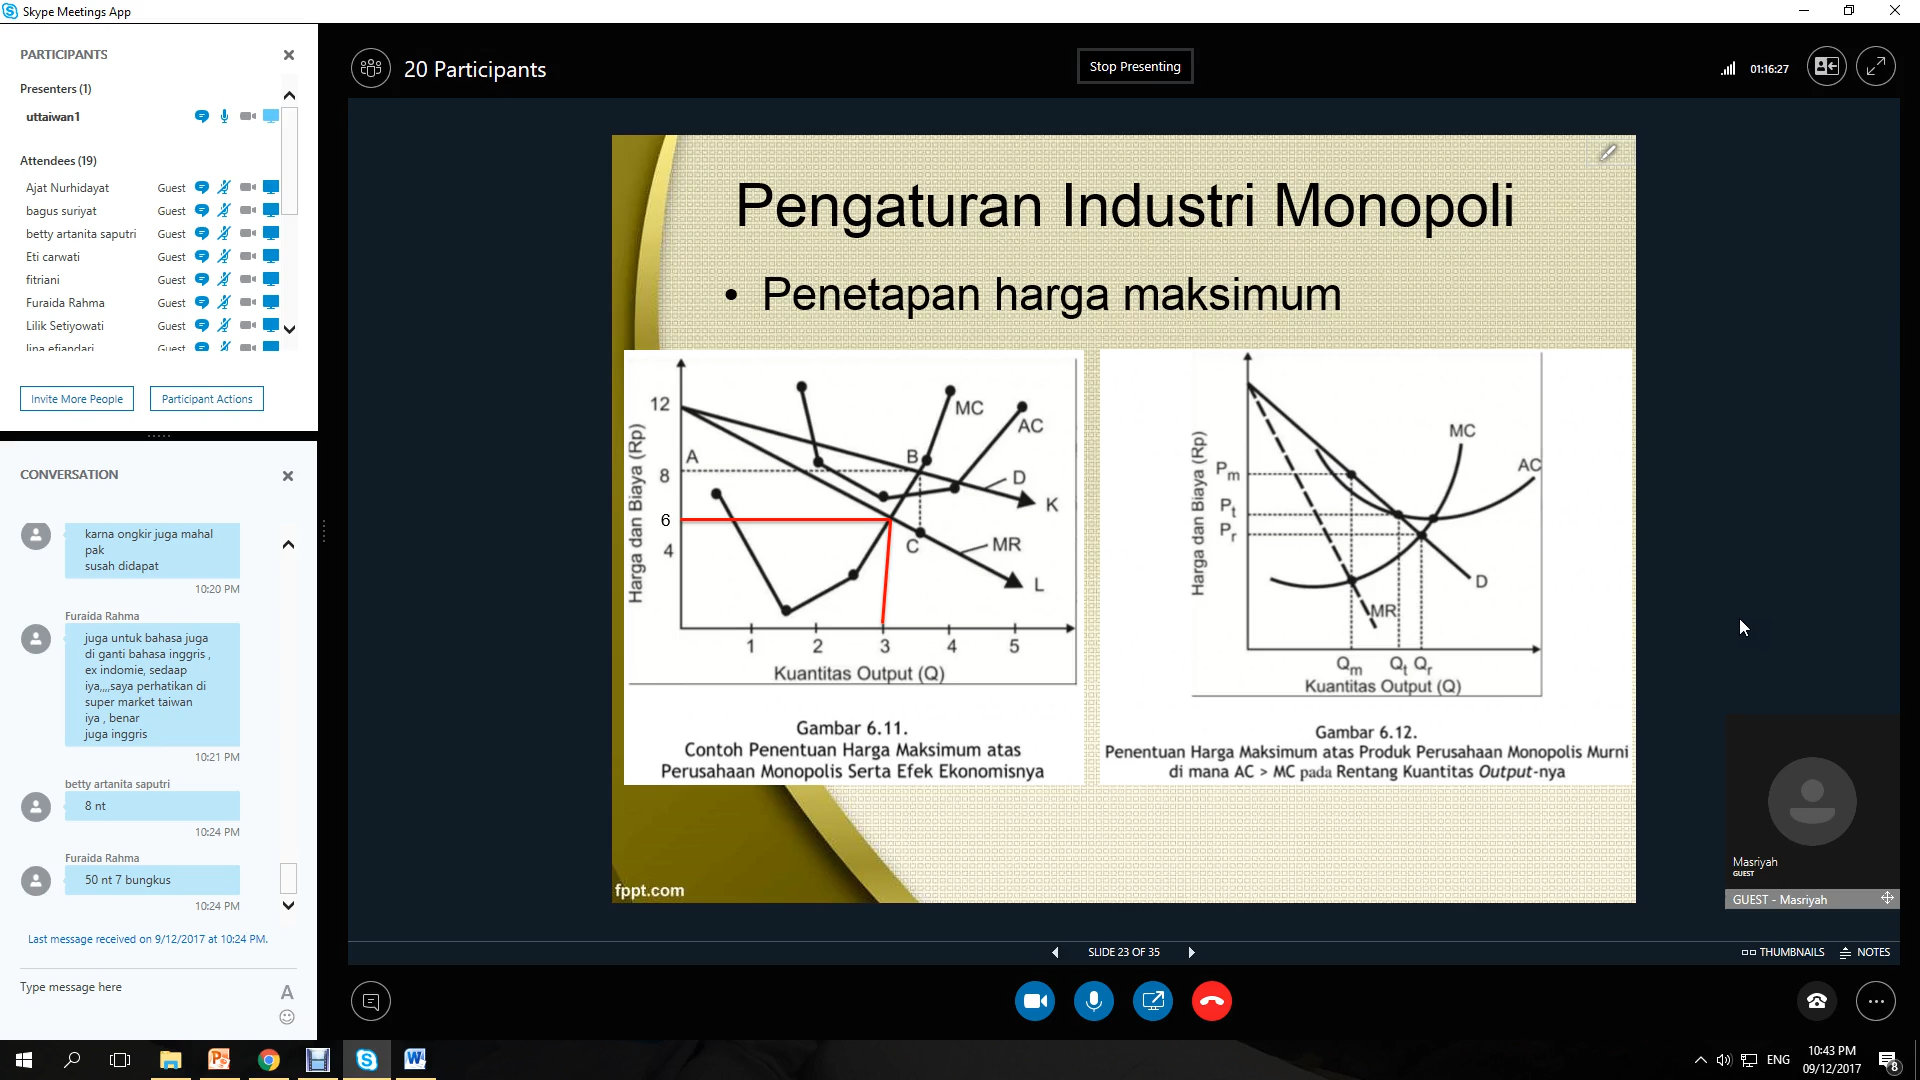 Skype Meetings App
PARTICIPANTS
Presenters (1)
uttaiwan1
Attendees (19)
Ajat Nurhidayat Guest
bagus suriyat Guest
betty artanita saputri Guest
Eti carwati Guest
fitriani Guest
Furaida Rahma Guest
Lilik Setiyowati Guest
lina efiandari Guest
Invite More People
Participant Actions
CONVERSATION
karna ongkir juga mahal
pak
susah didapat
10:20 PM
Furaida Rahma
juga untuk bahasa juga
di ganti bahasa inggris ,
ex indomie, sedaap
iya,,,,saya perhatikan di
super market taiwan
iya , benar
juga inggris
10:21 PM
betty artanita saputri
8 nt
10:24 PM
Furaida Rahma
50 nt 7 bungkus
10:24 PM
Last message received on 9/12/2017 at 10:24 PM.
Type message here
A
20 Participants
Stop Presenting
01:16:27
Pengaturan Industri Monopoli
• Penetapan harga maksimum
Harga dan Biaya (Rp)
12
8
6
4
A
B
C
MC
AC
D
K
MR
L
1 2 3 4 5
Kuantitas Output (Q)
Gambar 6.11.
Contoh Penentuan Harga Maksimum atas
Perusahaan Monopolis Serta Efek Ekonomisnya
Harga dan Biaya (Rp)
Pm
Pt
Pr
MC
AC
D
MR
Qm Qt Qr
Kuantitas Output (Q)
Gambar 6.12.
Penentuan Harga Maksimum atas Produk Perusahaan Monopolis Murni
di mana AC > MC pada Rentang Kuantitas Output-nya
fppt.com
Masriyah
GUEST
GUEST - Masriyah
SLIDE 23 OF 35
THUMBNAILS
NOTES
ENG
10:43 PM
09/12/2017
8